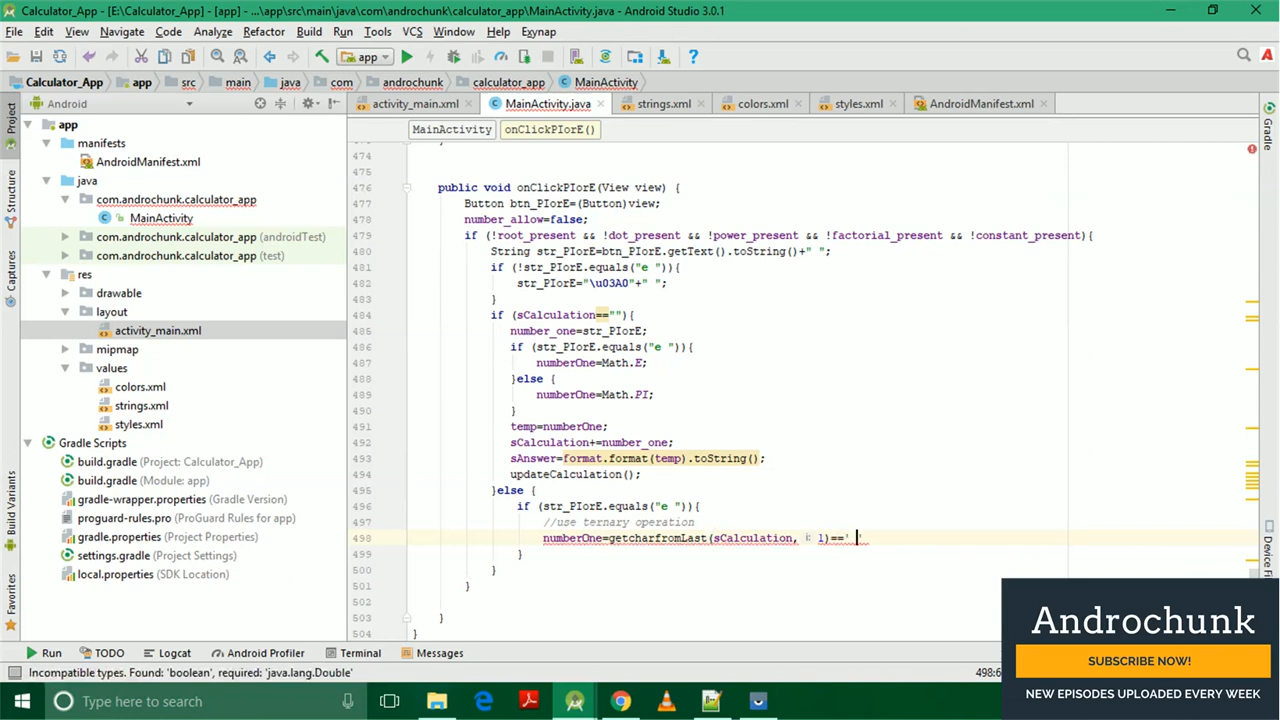 Calculator_App - [E:\Calculator_App] - [app] - ...\app\src\main\java\com\androchunk\calculator_app\MainActivity.java - Android Studio 3.0.1
File Edit View Navigate Code Analyze Refactor Build Run Tools VCS Window Help Exynap
app
Calculator_App app src main java com androchunk calculator_app MainActivity
Android
activity_main.xml MainActivity.java strings.xml colors.xml styles.xml AndroidManifest.xml
MainActivity onClickPIorE()
Project
Structure
Captures
Build Variants
Favorites
Gradle
Device Fi
app
manifests
AndroidManifest.xml
java
com.androchunk.calculator_app
MainActivity
com.androchunk.calculator_app (androidTest)
com.androchunk.calculator_app (test)
res
drawable
layout
activity_main.xml
mipmap
values
colors.xml
strings.xml
styles.xml
Gradle Scripts
build.gradle (Project: Calculator_App)
build.gradle (Module: app)
gradle-wrapper.properties (Gradle Version)
proguard-rules.pro (ProGuard Rules for app)
gradle.properties (Project Properties)
settings.gradle (Project Settings)
local.properties (SDK Location)
474
475
476 public void onClickPIorE(View view) {
477 Button btn_PIorE=(Button)view;
478 number_allow=false;
479 if (!root_present && !dot_present && !power_present && !factorial_present && !constant_present){
480 String str_PIorE=btn_PIorE.getText().toString()+" ";
481 if (!str_PIorE.equals("e ")){
482 str_PIorE="\u03A0"+" ";
483 }
484 if (sCalculation==""){
485 number_one=str_PIorE;
486 if (str_PIorE.equals("e ")){
487 numberOne=Math.E;
488 }else {
489 numberOne=Math.PI;
490 }
491 temp=numberOne;
492 sCalculation+=number_one;
493 sAnswer=format.format(temp).toString();
494 updateCalculation();
495 }else {
496 if (str_PIorE.equals("e ")){
497 //use ternary operation
498 numberOne=getcharfromLast(sCalculation, i: 1)==' '
499 }
500 }
501 }
503 }
504 }
Run TODO Logcat Android Profiler Terminal Messages
Incompatible types. Found: 'boolean', required: 'java.lang.Double'
498:6
Androchunk
SUBSCRIBE NOW!
NEW EPISODES UPLOADED EVERY WEEK
Type here to search